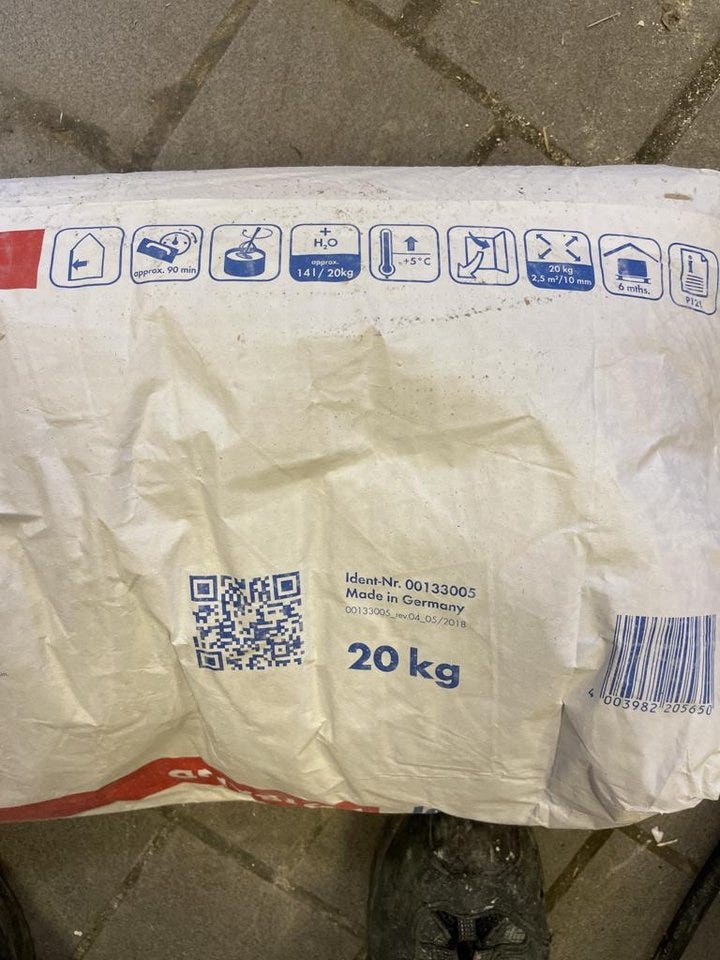 approx. 90 min
+
H₂O
approx.
14 l / 20kg
+5°C
20 kg
2,5 m²/10 mm
6 mths.
i
P121
Ident-Nr. 00133005
Made in Germany
00133005_rev.04_05/2018
20 kg
4 003982 205650